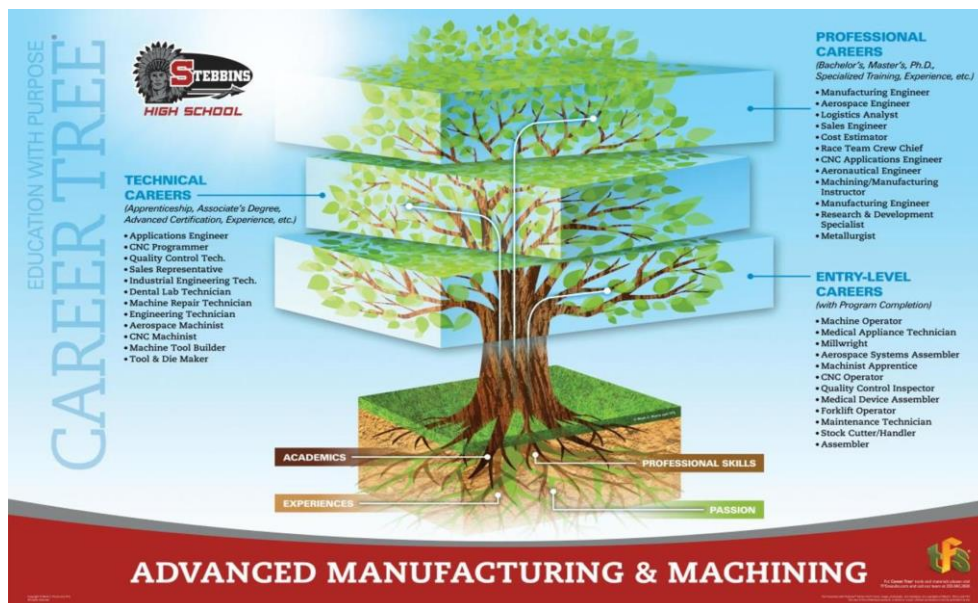 EDUCATION WITH PURPOSE
CAREER TREE®
STEBBINS
HIGH SCHOOL
TECHNICAL
CAREERS
(Apprenticeship, Associate's Degree,
Advanced Certification, Experience, etc.)
• Applications Engineer
• CNC Programmer
• Quality Control Tech.
• Sales Representative
• Industrial Engineering Tech.
• Dental Lab Technician
• Machine Repair Technician
• Engineering Technician
• Aerospace Machinist
• CNC Machinist
• Machine Tool Builder
• Tool & Die Maker
PROFESSIONAL
CAREERS
(Bachelor's, Master's, Ph.D.,
Specialized Training, Experience, etc.)
• Manufacturing Engineer
• Aerospace Engineer
• Logistics Analyst
• Sales Engineer
• Cost Estimator
• Race Team Crew Chief
• CNC Applications Engineer
• Aeronautical Engineer
• Machining/Manufacturing
Instructor
• Manufacturing Engineer
• Research & Development
Specialist
• Metallurgist
ENTRY-LEVEL
CAREERS
(with Program Completion)
• Machine Operator
• Medical Appliance Technician
• Millwright
• Aerospace Systems Assembler
• Machinist Apprentice
• CNC Operator
• Quality Control Inspector
• Medical Device Assembler
• Forklift Operator
• Maintenance Technician
• Stock Cutter/Handler
• Assembler
ACADEMICS
PROFESSIONAL SKILLS
EXPERIENCES
PASSION
ADVANCED MANUFACTURING & MACHINING